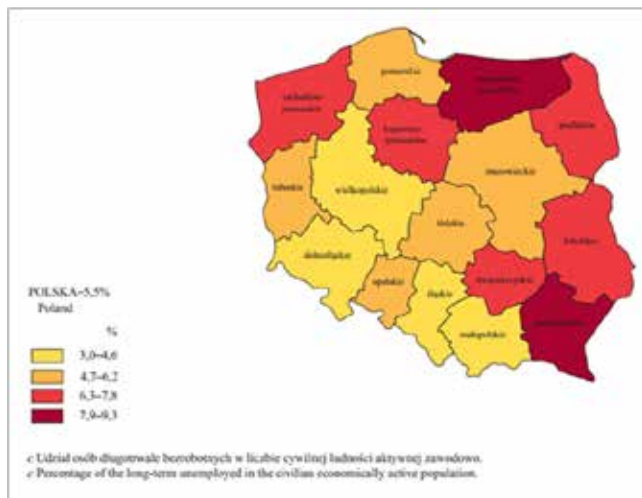 pomorskie
zachodnio-
pomorskie
podlaskie
kujawsko-
pomorskie
mazowieckie
lubuskie
wielkopolskie
łódzkie
lubelskie
dolnośląskie
świętokrzyskie
opolskie
śląskie
małopolskie
POLSKA=5,5%
Poland
%
3,0–4,6
4,7–6,2
6,3–7,8
7,9–9,3
c Udział osób długotrwale bezrobotnych w liczbie cywilnej ludności aktywnej zawodowo.
c Percentage of the long-term unemployed in the civilian economically active population.